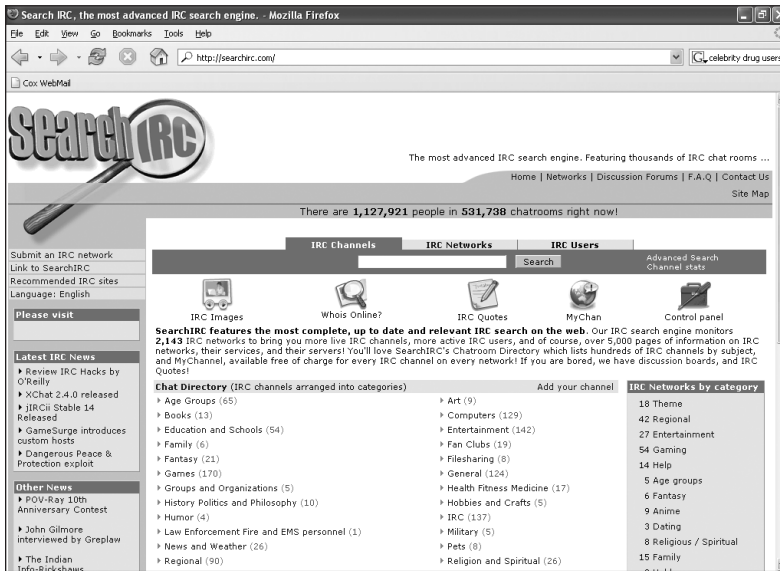 Search IRC, the most advanced IRC search engine. - Mozilla Firefox
File Edit View Go Bookmarks Tools Help
http://searchirc.com/
celebrity drug users
Cox WebMail
Search IRC
The most advanced IRC search engine. Featuring thousands of IRC chat rooms ...
Home | Networks | Discussion Forums | F.A.Q | Contact Us
Site Map
There are 1,127,921 people in 531,738 chatrooms right now!
Submit an IRC network
Link to SearchIRC
Recommended IRC sites
Language: English
Please visit
Latest IRC News
Review IRC Hacks by
O'Reilly
XChat 2.4.0 released
jIRCii Stable 14
Released
GameSurge introduces
custom hosts
Dangerous Peace &
Protection exploit
Other News
POV-Ray 10th
Anniversary Contest
John Gilmore
interviewed by Greplaw
The Indian
Info-Rickshaws
IRC Channels IRC Networks IRC Users
Search
Advanced Search
Channel stats
IRC Images Whois Online? IRC Quotes MyChan Control panel
SearchIRC features the most complete, up to date and relevant IRC search on the web. Our IRC search engine monitors
2,143 IRC networks to bring you more live IRC channels, more active IRC users, and of course, over 5,000 pages of information on IRC
networks, their services, and their servers! You'll love SearchIRC's Chatroom Directory which lists hundreds of IRC channels by subject,
and MyChannel, available free of charge for every IRC channel on every network! If you are bored, we have discussion boards, and IRC
Quotes!
Chat Directory (IRC channels arranged into categories) Add your channel
Age Groups (65)
Books (13)
Education and Schools (54)
Family (6)
Fantasy (21)
Games (170)
Groups and Organizations (5)
History Politics and Philosophy (10)
Humor (4)
Law Enforcement Fire and EMS personnel (1)
News and Weather (26)
Regional (90)
Art (9)
Computers (129)
Entertainment (142)
Fan Clubs (19)
Filesharing (8)
General (124)
Health Fitness Medicine (17)
Hobbies and Crafts (5)
IRC (137)
Military (5)
Pets (8)
Religion and Spiritual (26)
IRC Networks by category
18 Theme
42 Regional
27 Entertainment
54 Gaming
14 Help
5 Age groups
6 Fantasy
9 Anime
3 Dating
8 Religious / Spiritual
15 Family